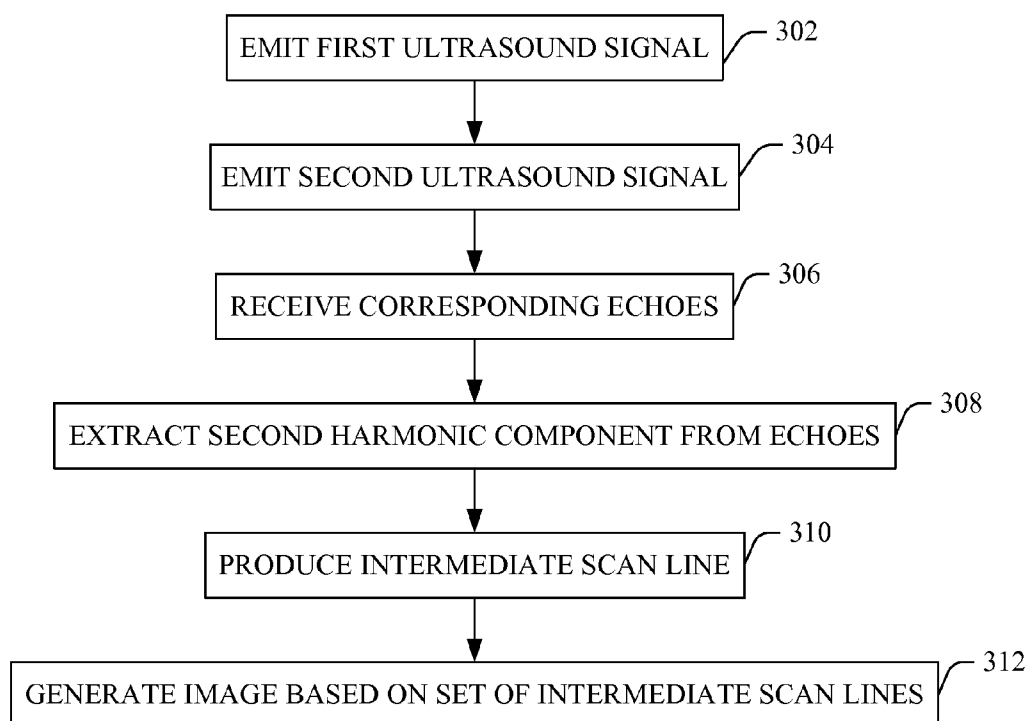 EMIT FIRST ULTRASOUND SIGNAL
302
EMIT SECOND ULTRASOUND SIGNAL
304
RECEIVE CORRESPONDING ECHOES
306
EXTRACT SECOND HARMONIC COMPONENT FROM ECHOES
308
PRODUCE INTERMEDIATE SCAN LINE
310
GENERATE IMAGE BASED ON SET OF INTERMEDIATE SCAN LINES
312